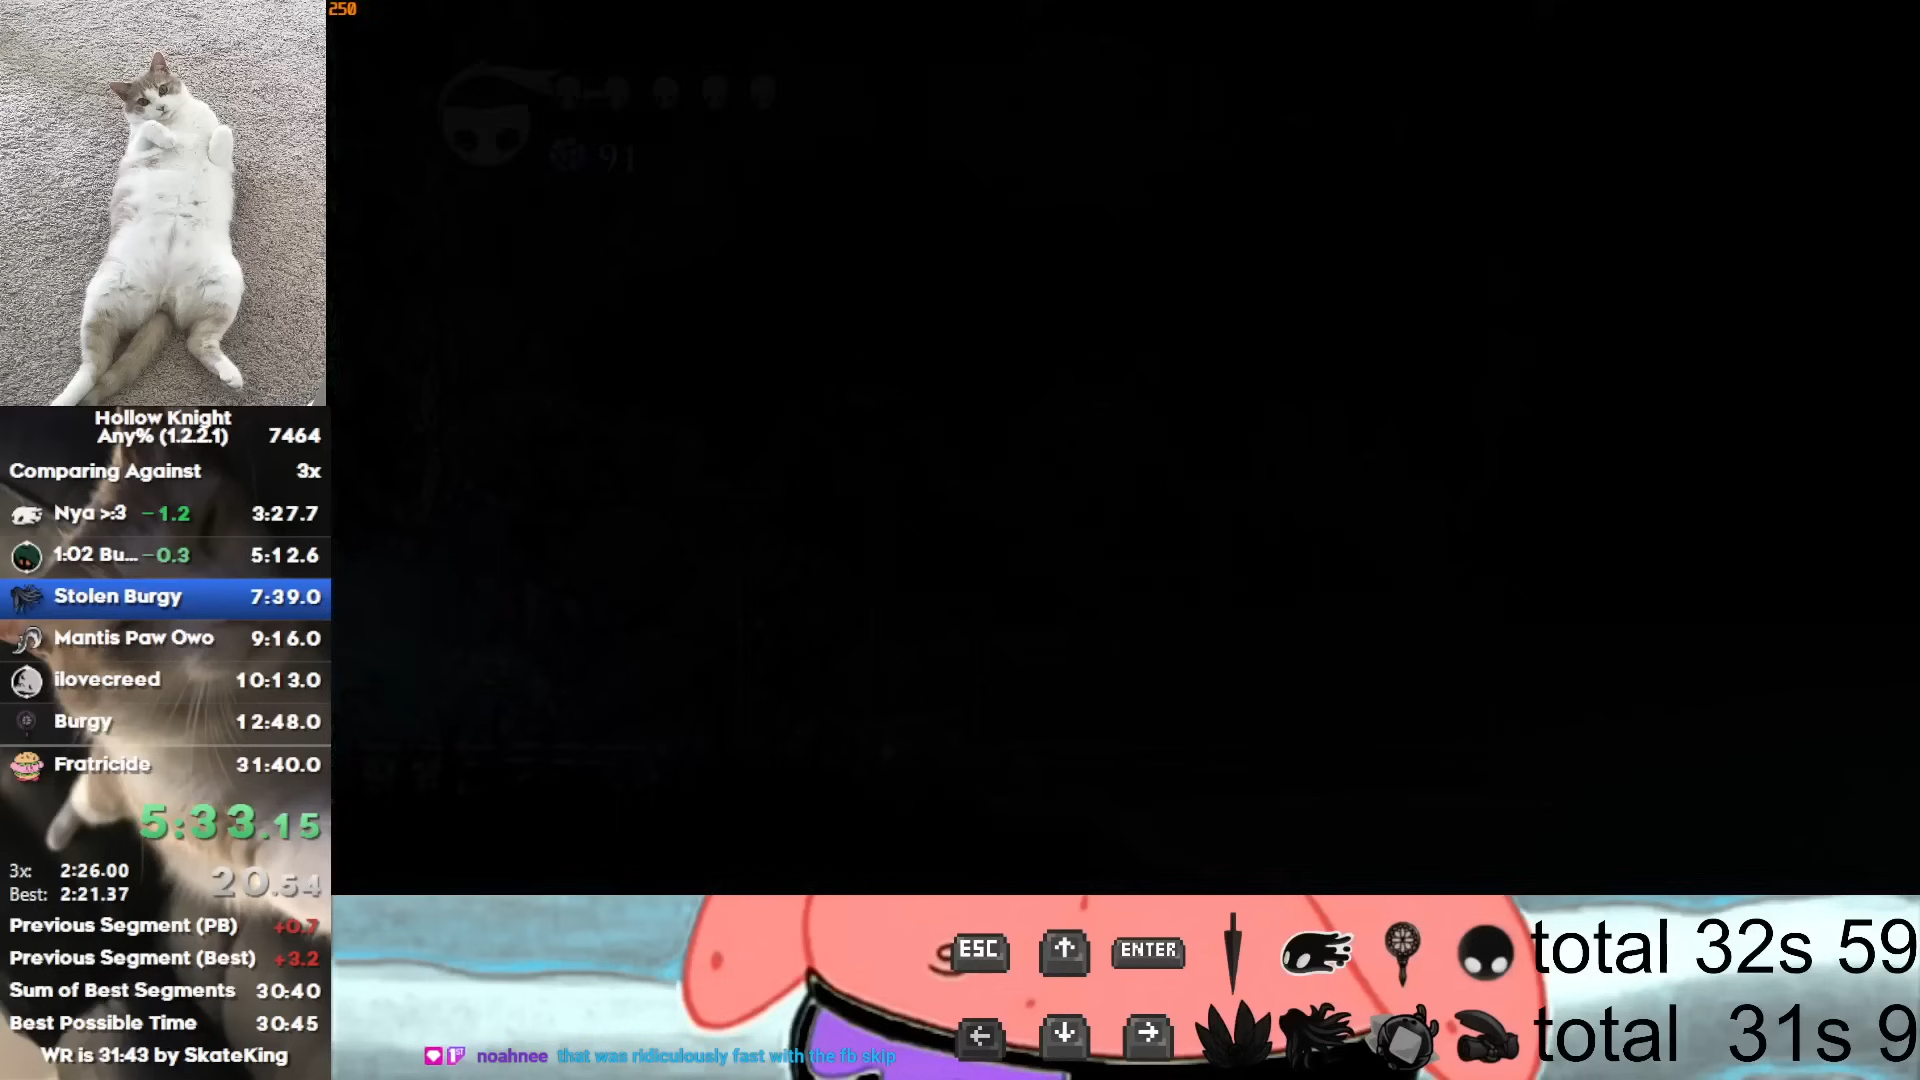 250
91
Hollow Knight
Any% (1.2.2.1) 7464
Comparing Against 3x
Nya >:3 −1.2 3:27.7
1:02 Bu... −0.3 5:12.6
Stolen Burgy 7:39.0
Mantis Paw Owo 9:16.0
ilovecreed 10:13.0
Burgy 12:48.0
Fratricide 31:40.0
5:33.15
3x: 2:26.00
Best: 2:21.37
20.54
Previous Segment (PB) +0.7
Previous Segment (Best) +3.2
Sum of Best Segments 30:40
Best Possible Time 30:45
WR is 31:43 by SkateKing
ESC ↑ ENTER
← ↓ →
total 32s 59
total 31s 9
1ST noahnee that was ridiculously fast with the fb skip